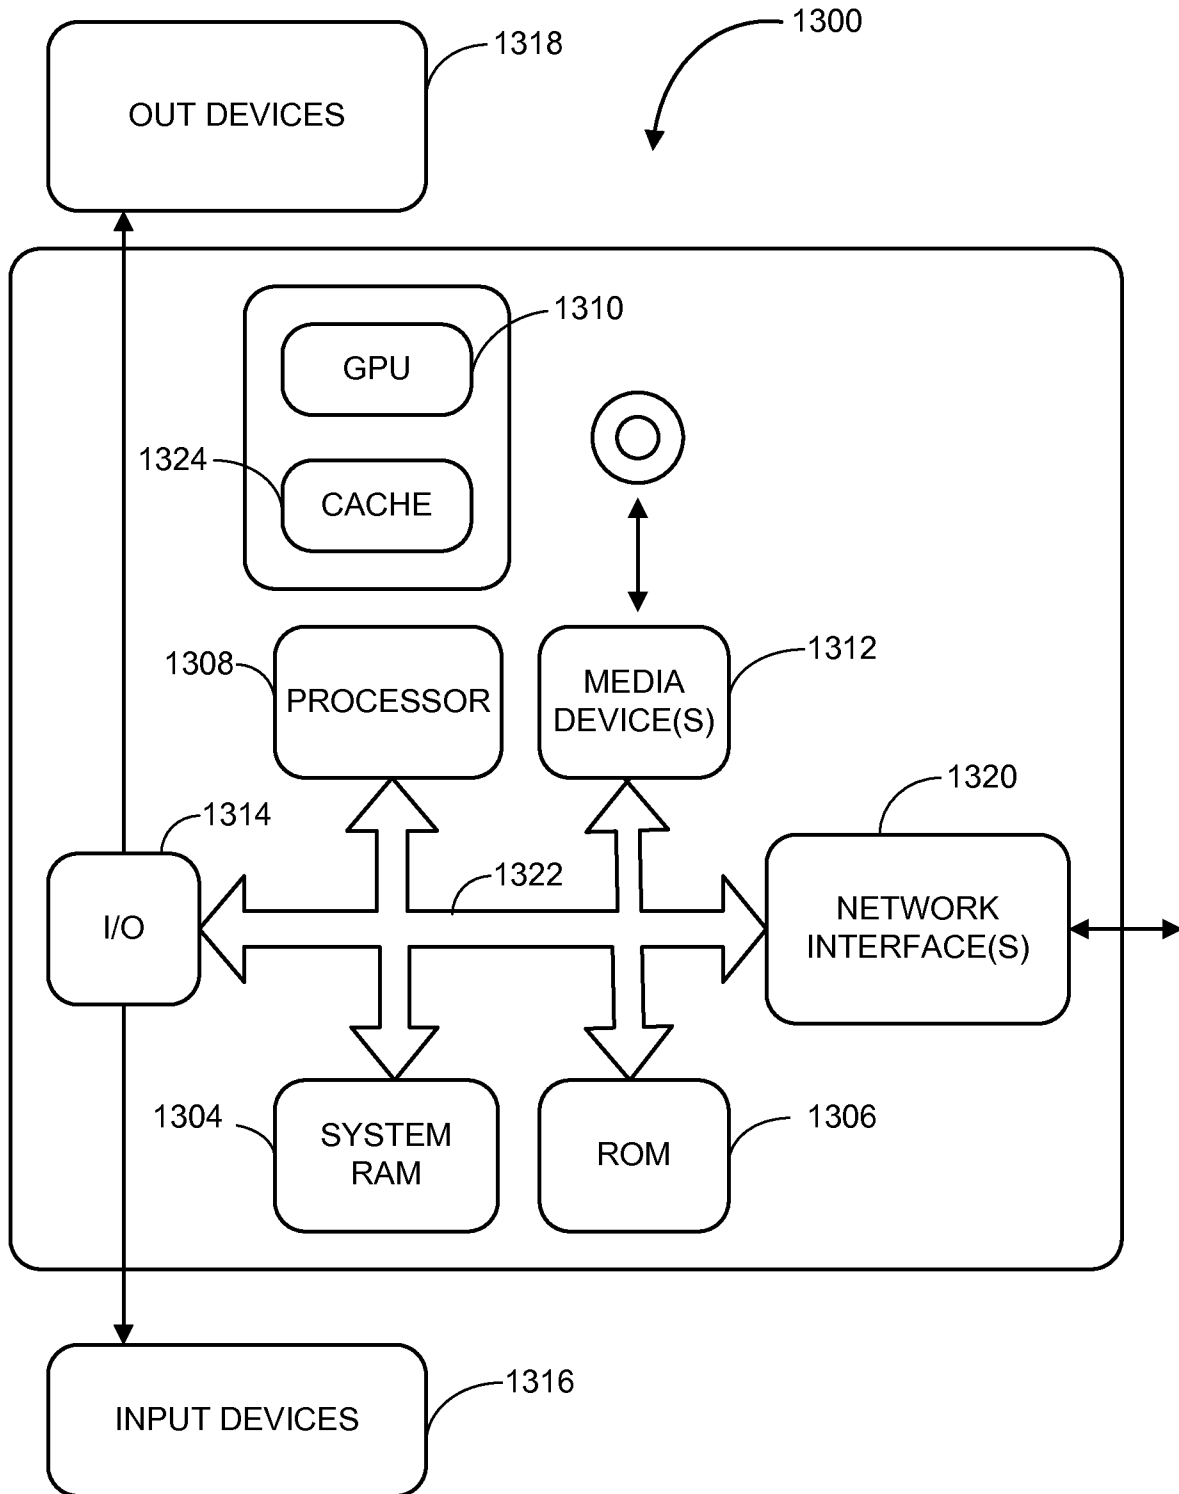 1300
1318
OUT DEVICES
1310
GPU
1324
CACHE
1308
PROCESSOR
1312
MEDIA
DEVICE(S)
1320
1314
1322
I/O
NETWORK
INTERFACE(S)
1304
SYSTEM
RAM
1306
ROM
1316
INPUT DEVICES